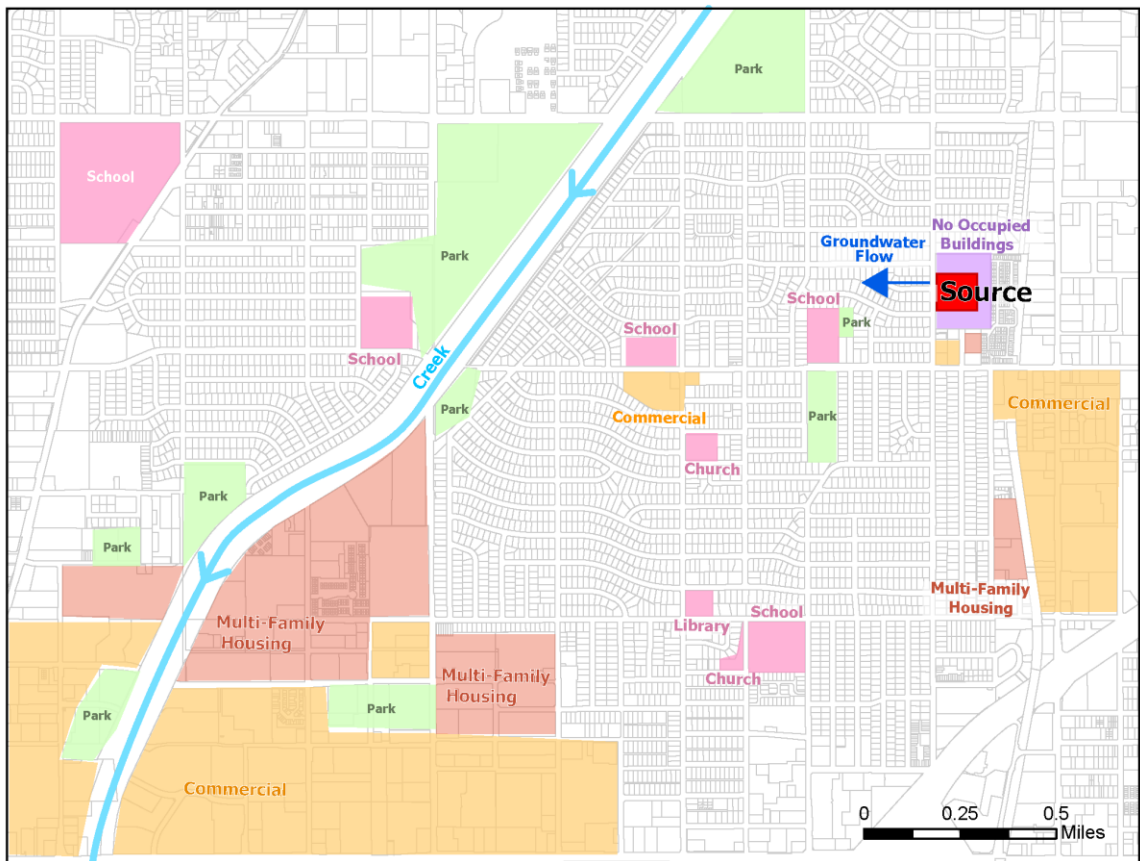 Park
School
No Occupied
Buildings
Groundwater
Flow
Park
Source
School
Park
School
School
Creek
Park
Commercial
Commercial
Church
Park
Park
Multi-Family
Housing
Library
School
Multi-Family
Housing
Church
Multi-Family
Housing
Park
Park
Commercial
0
0.25
0.5
Miles